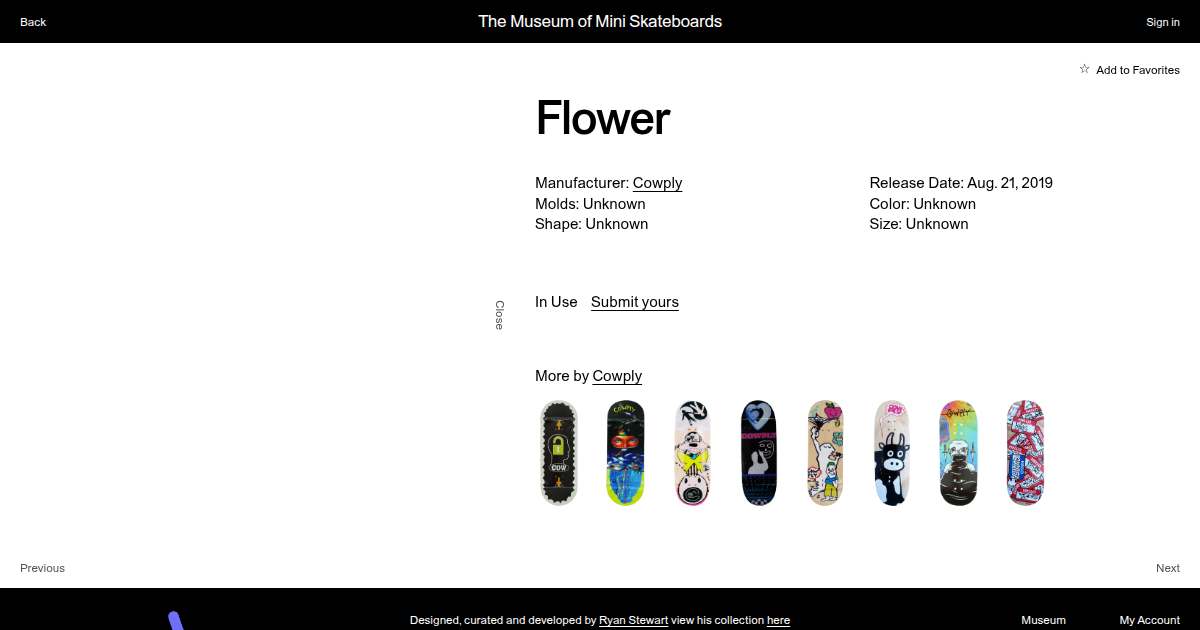 Back
The Museum of Mini Skateboards
Sign in
☆ Add to Favorites
Flower
Manufacturer: Cowply
Molds: Unknown
Shape: Unknown
Release Date: Aug. 21, 2019
Color: Unknown
Size: Unknown
Close
In Use Submit yours
More by Cowply
COW
COWPLY
Previous
Next
Designed, curated and developed by Ryan Stewart view his collection here
Museum
My Account